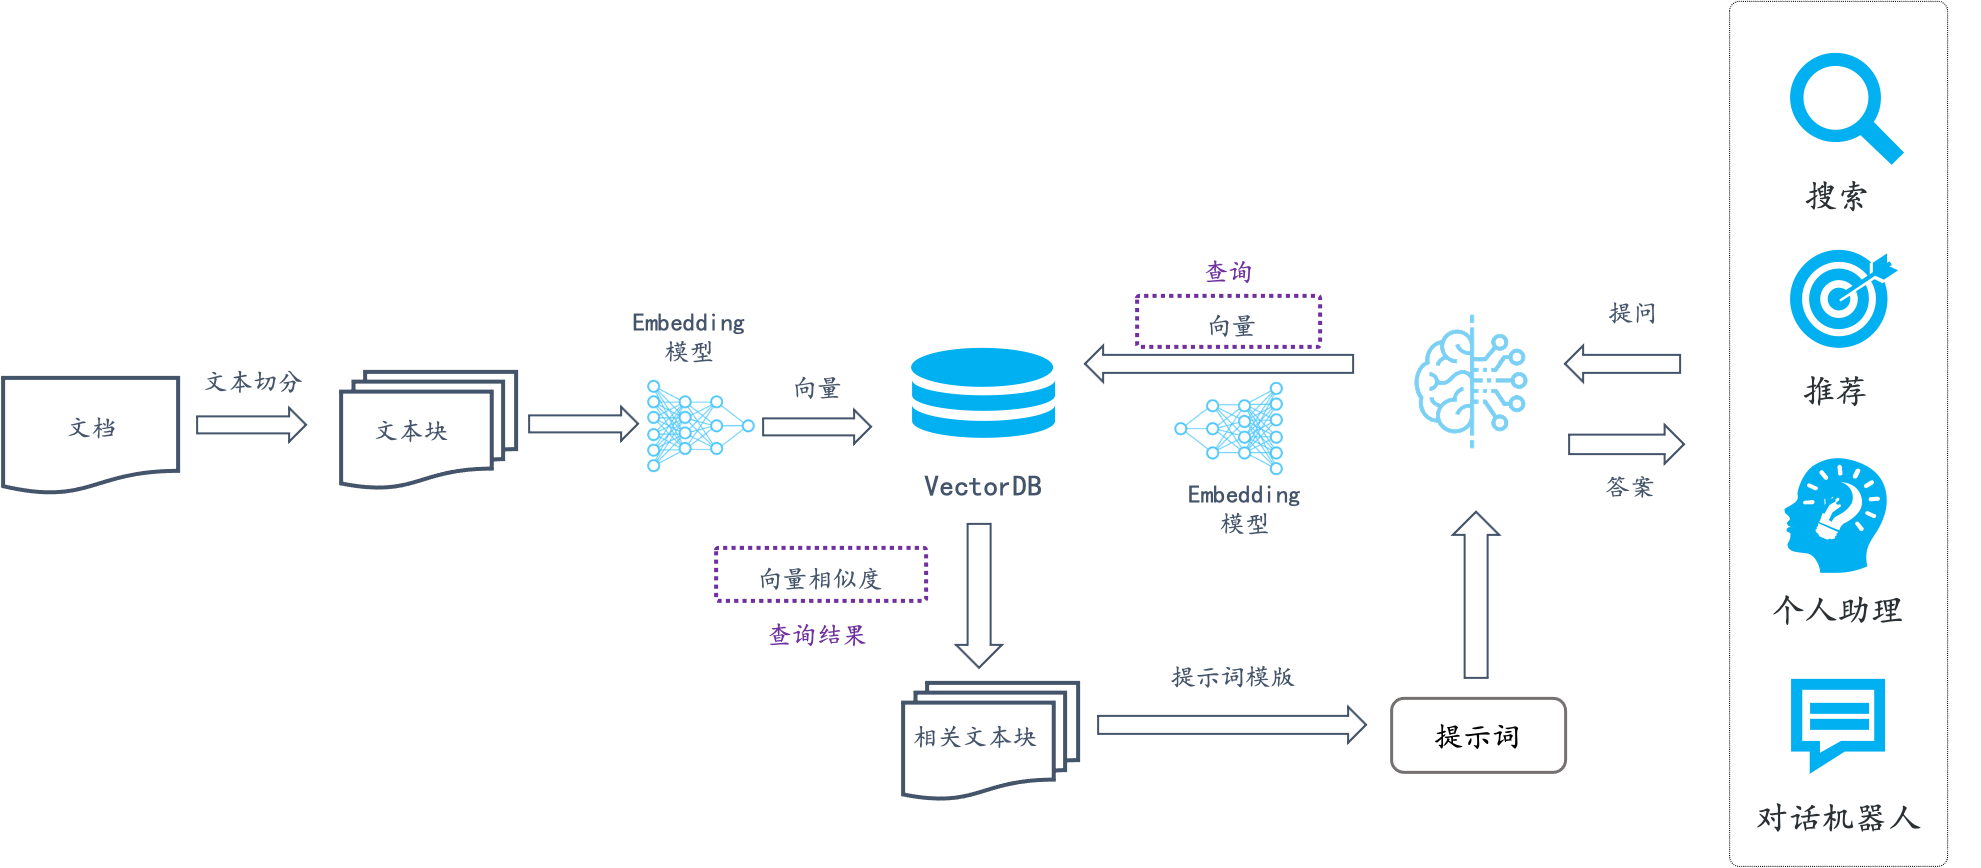 文档
文本切分
文本块
Embedding
模型
向量
VectorDB
查询
向量
Embedding
模型
提问
答案
向量相似度
查询结果
相关文本块
提示词模版
提示词
搜索
推荐
个人助理
对话机器人